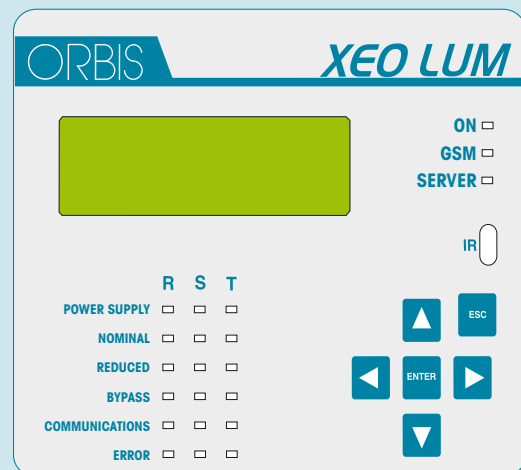 ORBIS XEO LUM
ON
GSM
SERVER
IR
R S T
POWER SUPPLY
NOMINAL
REDUCED
BYPASS
COMMUNICATIONS
ERROR
ESC
ENTER